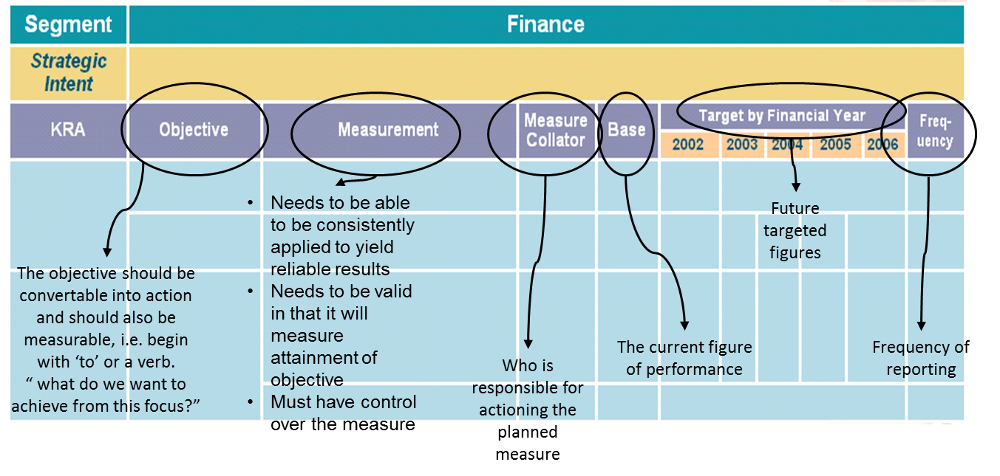 Segment
Finance
Strategic
Intent
KRA
Objective
Measurement
Measure
Collator
Base
Target by Financial Year
2002
2003
2004
2005
2006
Freq-
uency
The objective should be
convertable into action
and should also be
measurable, i.e. begin
with ‘to’ or a verb.
“ what do we want to
achieve from this focus?”
• Needs to be able
to be consistently
applied to yield
reliable results
• Needs to be valid
in that it will
measure
attainment of
objective
• Must have control
over the measure
Who is
responsible for
actioning the
planned
measure
The current figure
of performance
Future
targeted
figures
Frequency of
reporting